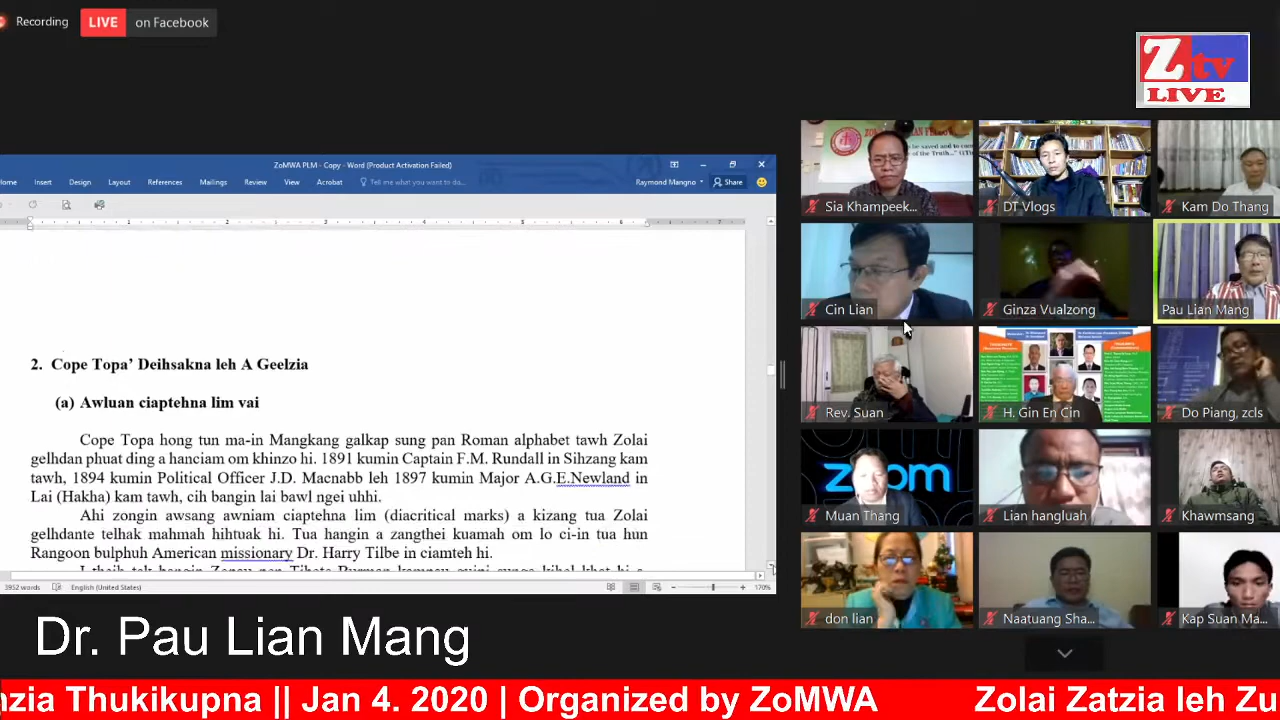 Recording
LIVE
on Facebook
Z tv
LIVE
ZoMWA PLM - Copy - Word (Product Activation Failed)
Home Insert Design Layout References Mailings Review View Acrobat Tell me what you want to do...
Raymond Mangno
Share
2. Cope Topa’ Deihsakna leh A Geelzia
(a) Awluan ciaptehna lim vai
Cope Topa hong tun ma-in Mangkang galkap sung pan Roman alphabet tawh Zolai
gelhdan phuat ding a hanciam om khinzo hi. 1891 kumin Captain F.M. Rundall in Sihzang kam
tawh, 1894 kumin Political Officer J.D. Macnabb leh 1897 kumin Major A.G.E.Newland in
Lai (Hakha) kam tawh, cih bangin lai bawl ngei uhhi.
Ahi zongin awsang awniam ciaptehna lim (diacritical marks) a kizang tua Zolai
gelhdante telhak mahmah hihtuak hi. Tua hangin a zangthei kuamah om lo ci-in tua hun
Rangoon bulphuh American missionary Dr. Harry Tilbe in ciamteh hi.
3952 words
English (United States)
170%
Sia Khampeek...
DT Vlogs
Kam Do Thang
Cin Lian
Ginza Vualzong
Pau Lian Mang
Rev. Suan
H. Gin En Cin
Do Piang, zcls
zoom
Muan Thang
Lian hangluah
Khawmsang
don lian
Naatuang Sha...
Kap Suan Ma...
Dr. Pau Lian Mang
nzia Thukikupna || Jan 4. 2020 | Organized by ZoMWA Zolai Zatzia leh Zu